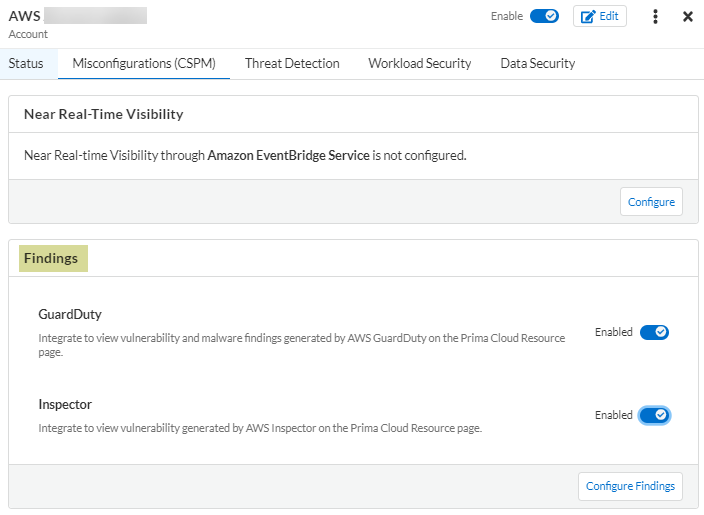 AWS
Enable
Edit
Account
Status
Misconfigurations (CSPM)
Threat Detection
Workload Security
Data Security
Near Real-Time Visibility
Near Real-time Visibility through Amazon EventBridge Service is not configured.
Configure
Findings
GuardDuty
Integrate to view vulnerability and malware findings generated by AWS GuardDuty on the Prima Cloud Resource
page.
Enabled
Inspector
Integrate to view vulnerability generated by AWS Inspector on the Prima Cloud Resource page.
Enabled
Configure Findings